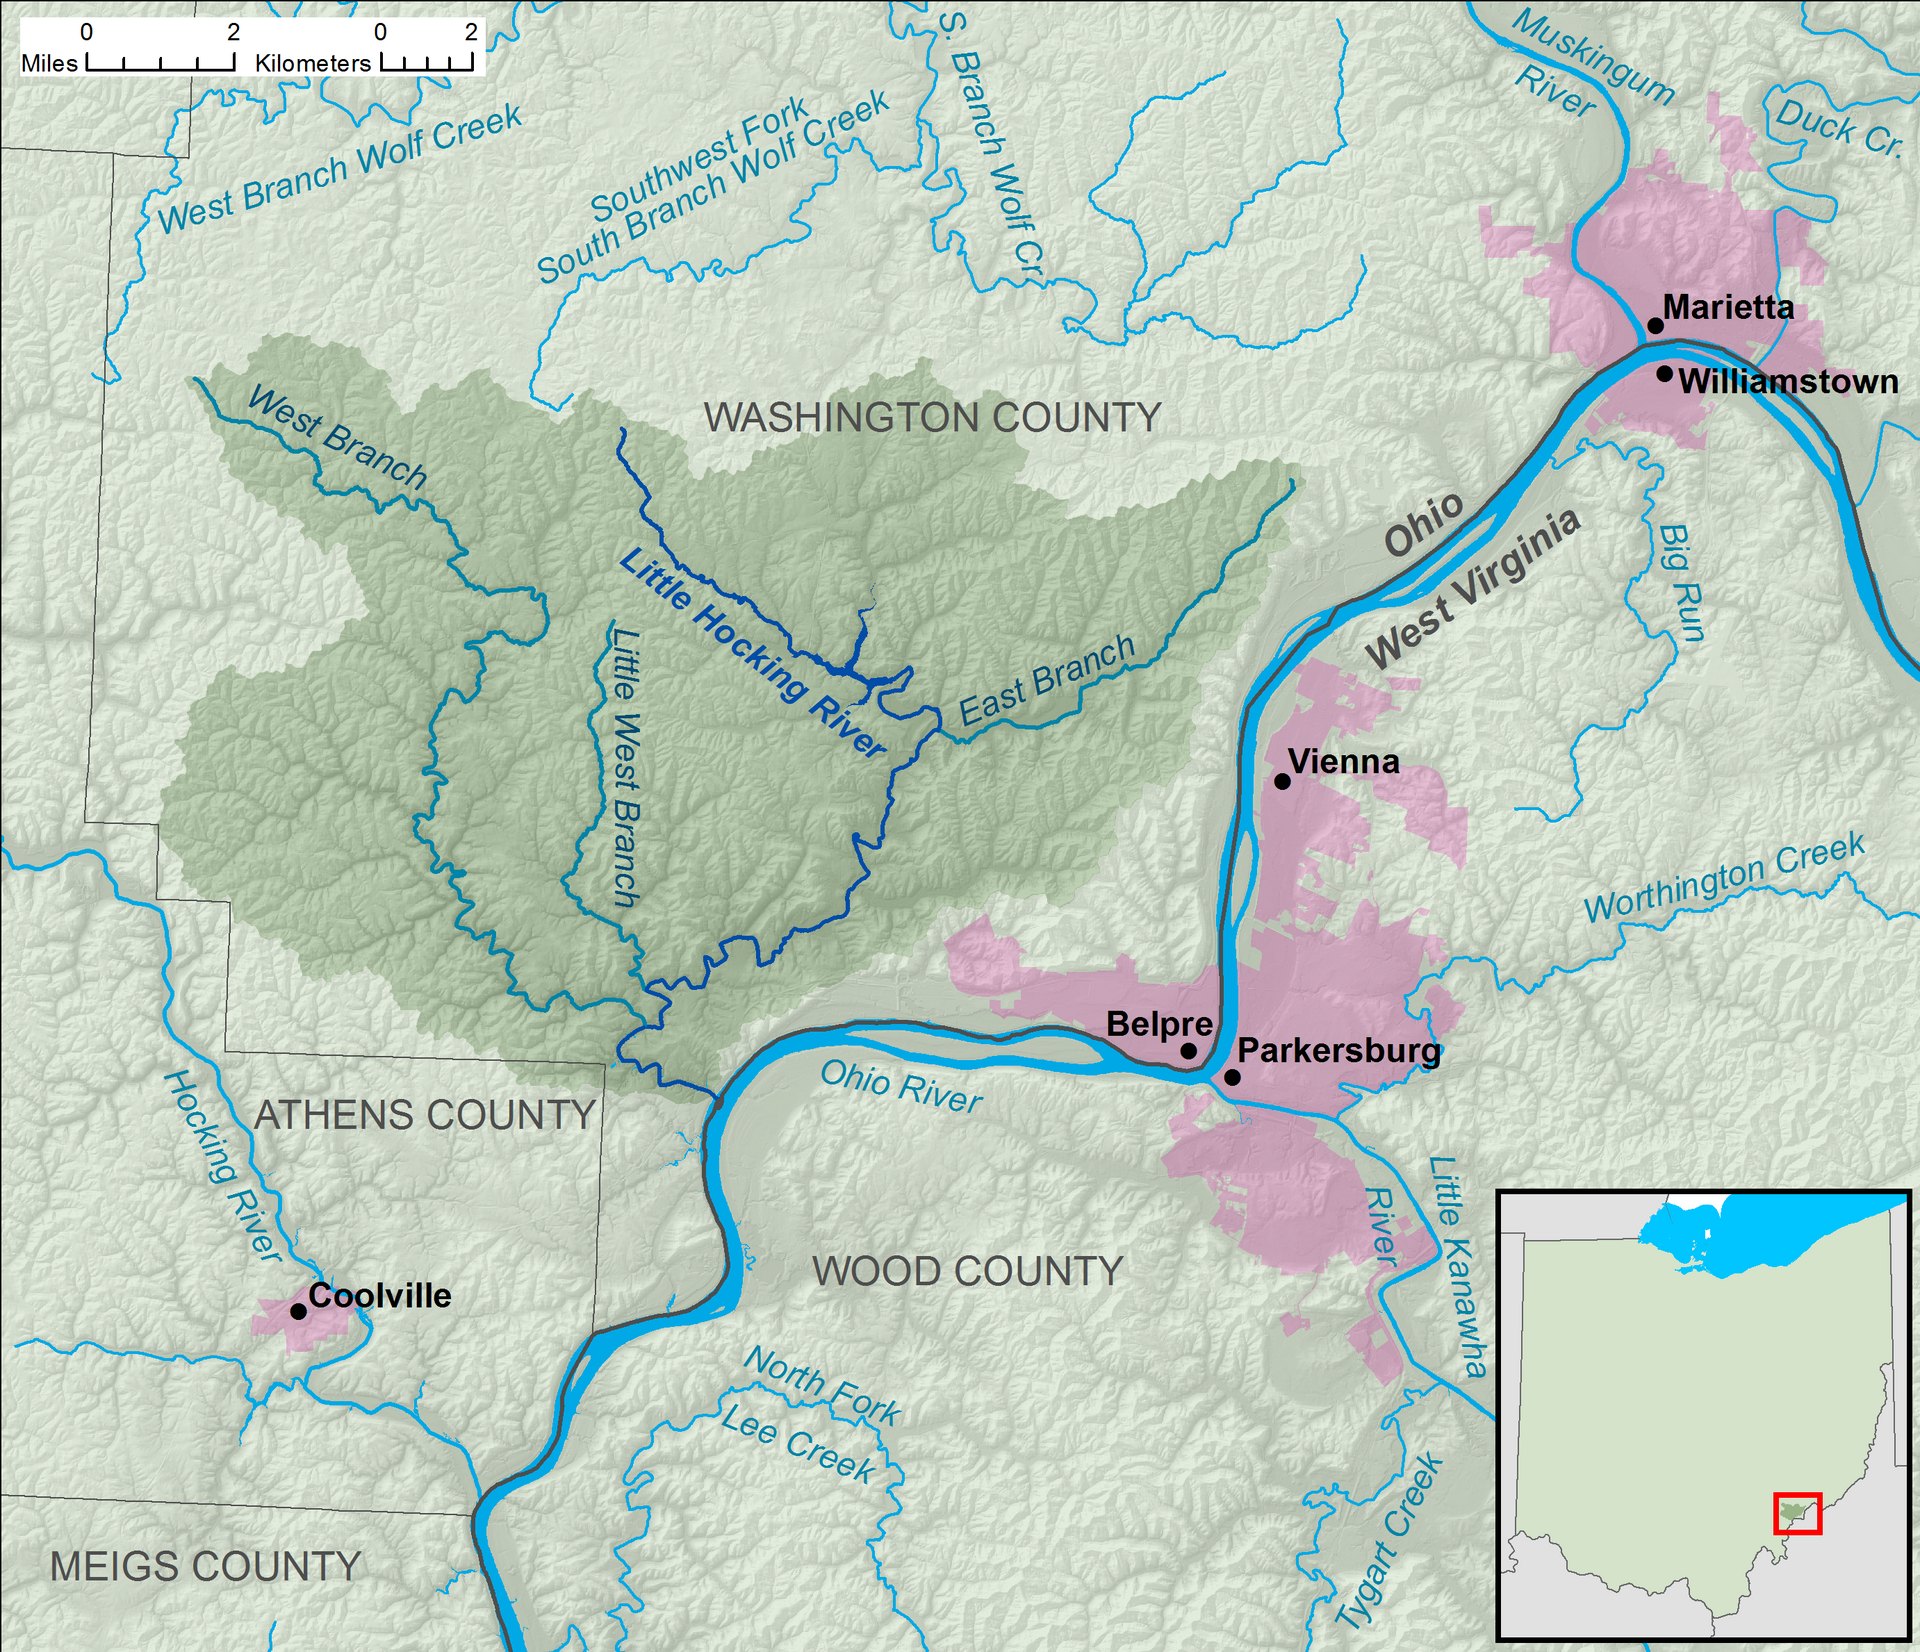 0 2 0 2
Miles Kilometers
West Branch Wolf Creek
Southwest Fork
South Branch Wolf Creek
S. Branch Wolf Cr.
Muskingum
River
Duck Cr.
Marietta
Williamstown
WASHINGTON COUNTY
West Branch
Little Hocking River
Little West Branch
East Branch
Ohio
West Virginia
Big Run
Vienna
Worthington Creek
Belpre
Parkersburg
Ohio River
Hocking River
ATHENS COUNTY
Little Kanawha
River
WOOD COUNTY
Coolville
North Fork
Lee Creek
Tygart Creek
MEIGS COUNTY